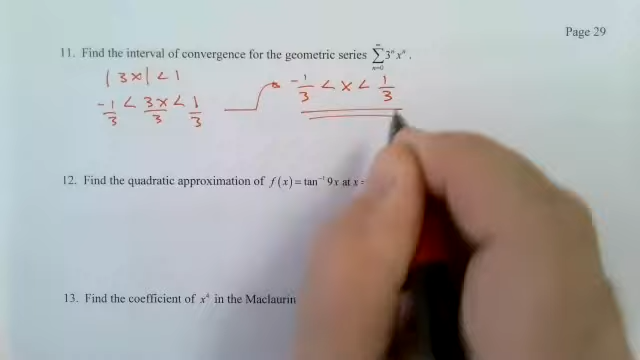 Page 29
11. Find the interval of convergence for the geometric series ∑_{n=0}^{∞} 3ⁿxⁿ.
|3x| < 1
-1/3 < 3x/3 < 1/3
-1/3 < x < 1/3
12. Find the quadratic approximation of f(x) = tan⁻¹ 9x at x =
13. Find the coefficient of x⁴ in the Maclaurin